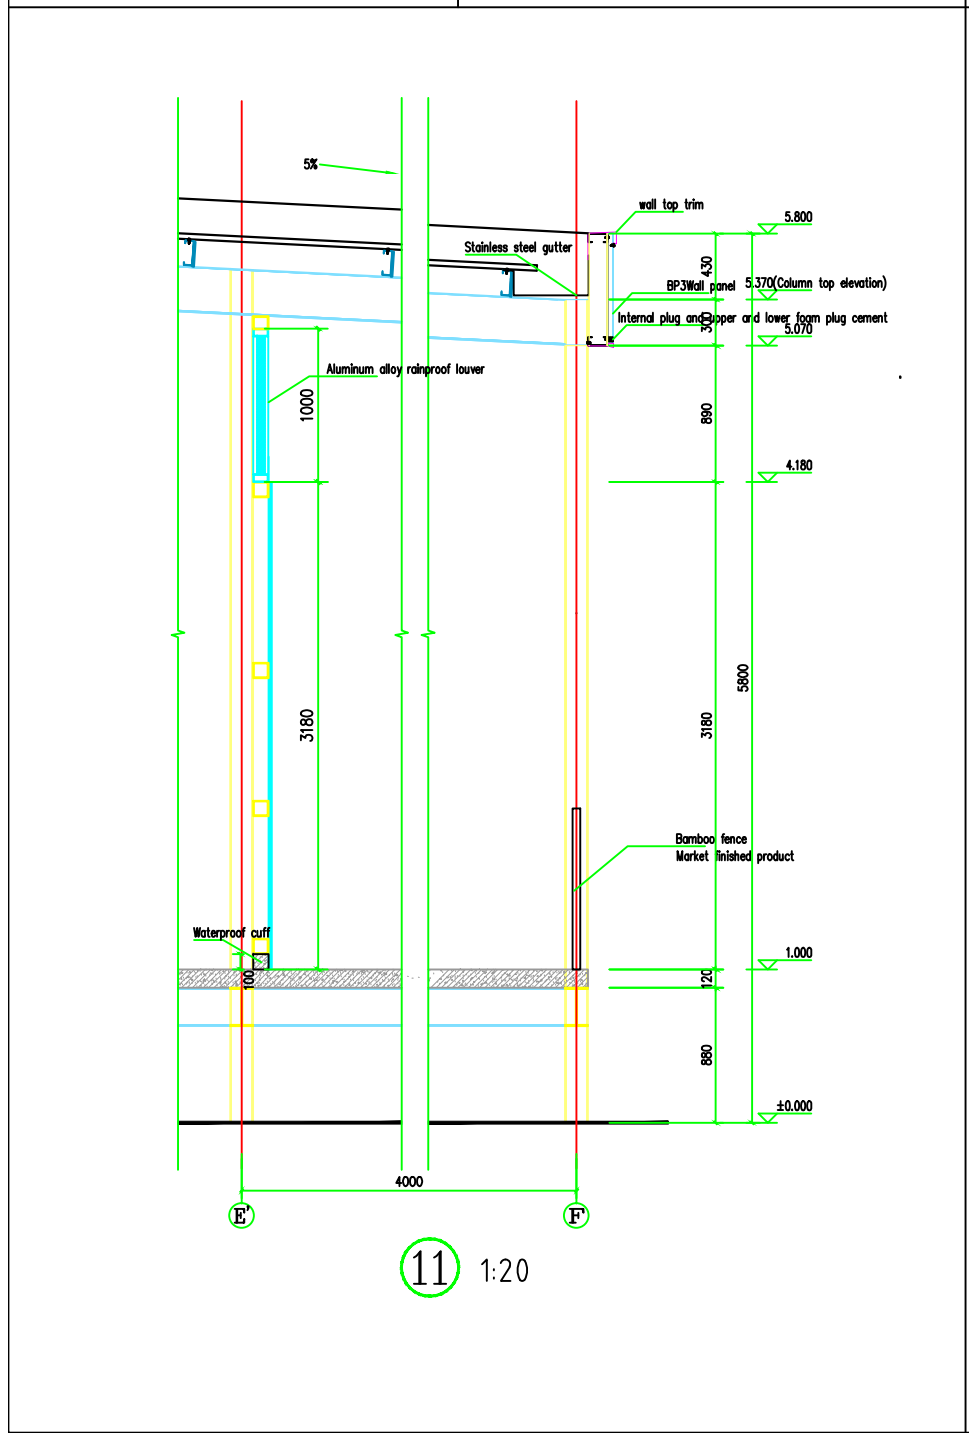 5%
wall top trim
5.800
Stainless steel gutter
430
BP3Wall panel
5.370(Column top elevation)
Internal plug and upper and lower foam plug cement
300
5.070
Aluminum alloy rainproof louver
1000
890
4.180
5800
3180
3180
Bamboo fence
Market finished product
Waterproof cuff
1.000
100
120
880
±0.000
4000
E'
F
11 1:20